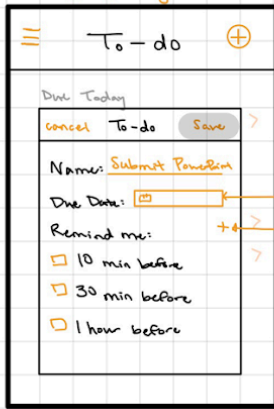 To-do
Due Today
cancel To-do Save
Name: Submit PowerPoint
Due Date:
Remind me:
10 min before
30 min before
1 hour before